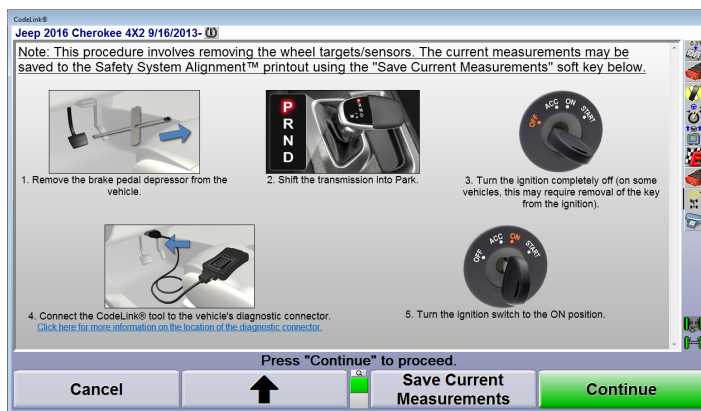 CodeLink®
Jeep 2016 Cherokee 4X2 9/16/2013-
Note: This procedure involves removing the wheel targets/sensors. The current measurements may be
saved to the Safety System Alignment™ printout using the "Save Current Measurements" soft key below.
P
R
N
D
OFF ACC ON START
1. Remove the brake pedal depressor from the
vehicle.
2. Shift the transmission into Park.
3. Turn the ignition completely off (on some
vehicles, this may require removal of the key
from the ignition).
OFF ACC ON START
4. Connect the CodeLink® tool to the vehicle's diagnostic connector.
Click here for more information on the location of the diagnostic connector.
5. Turn the ignition switch to the ON position.
Press "Continue" to proceed.
Cancel
Save Current
Measurements
Continue